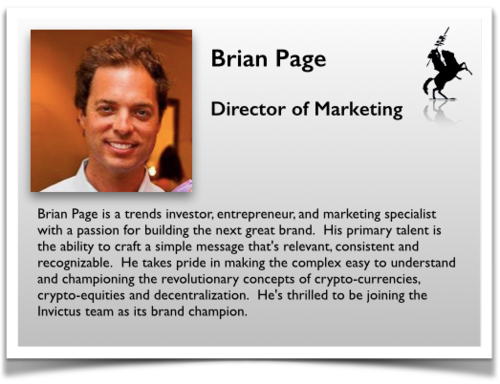 Brian Page
Director of Marketing
Brian Page is a trends investor, entrepreneur, and marketing specialist
with a passion for building the next great brand.  His primary talent is
the ability to craft a simple message that's relevant, consistent and
recognizable.  He takes pride in making the complex easy to understand
and championing the revolutionary concepts of crypto-currencies,
crypto-equities and decentralization.  He's thrilled to be joining the
Invictus team as its brand champion.